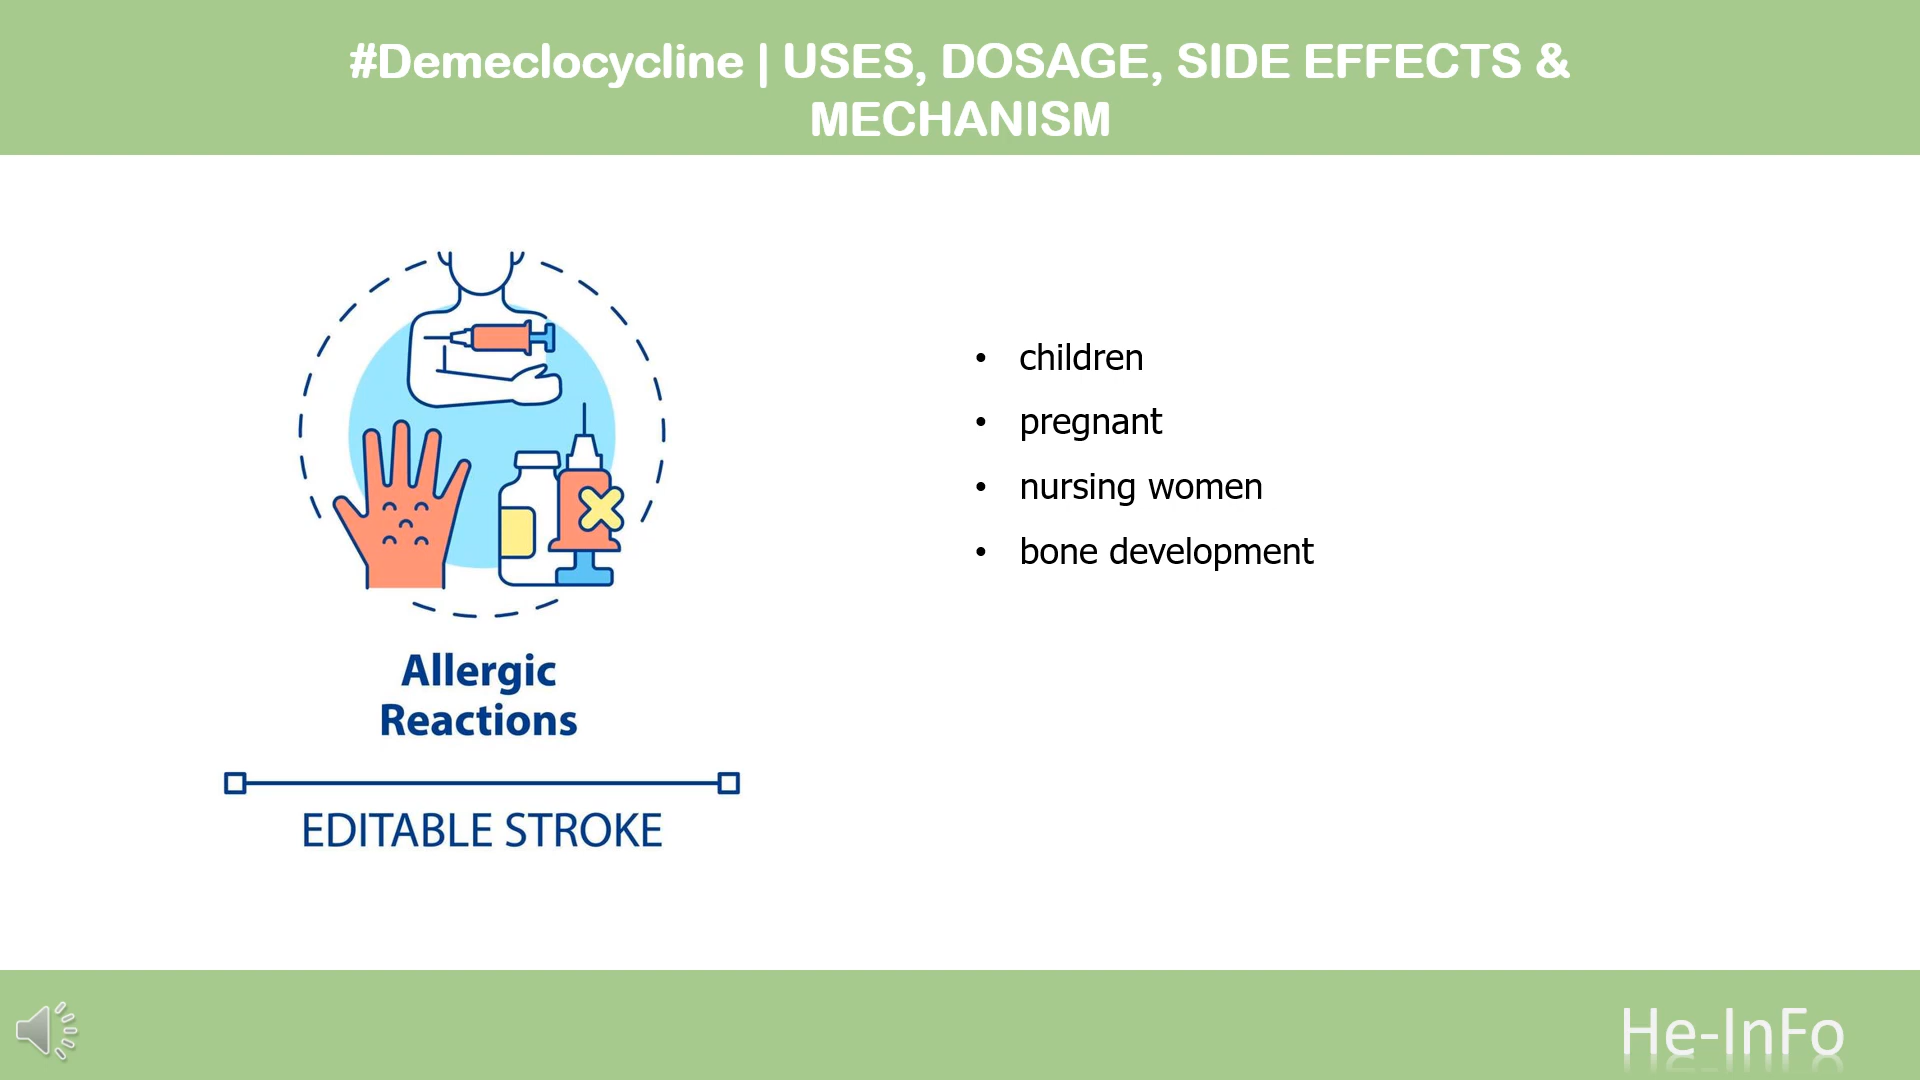 #Demeclocycline | USES, DOSAGE, SIDE EFFECTS &
MECHANISM
• children
• pregnant
• nursing women
• bone development
Allergic
Reactions
EDITABLE STROKE
He-InFo